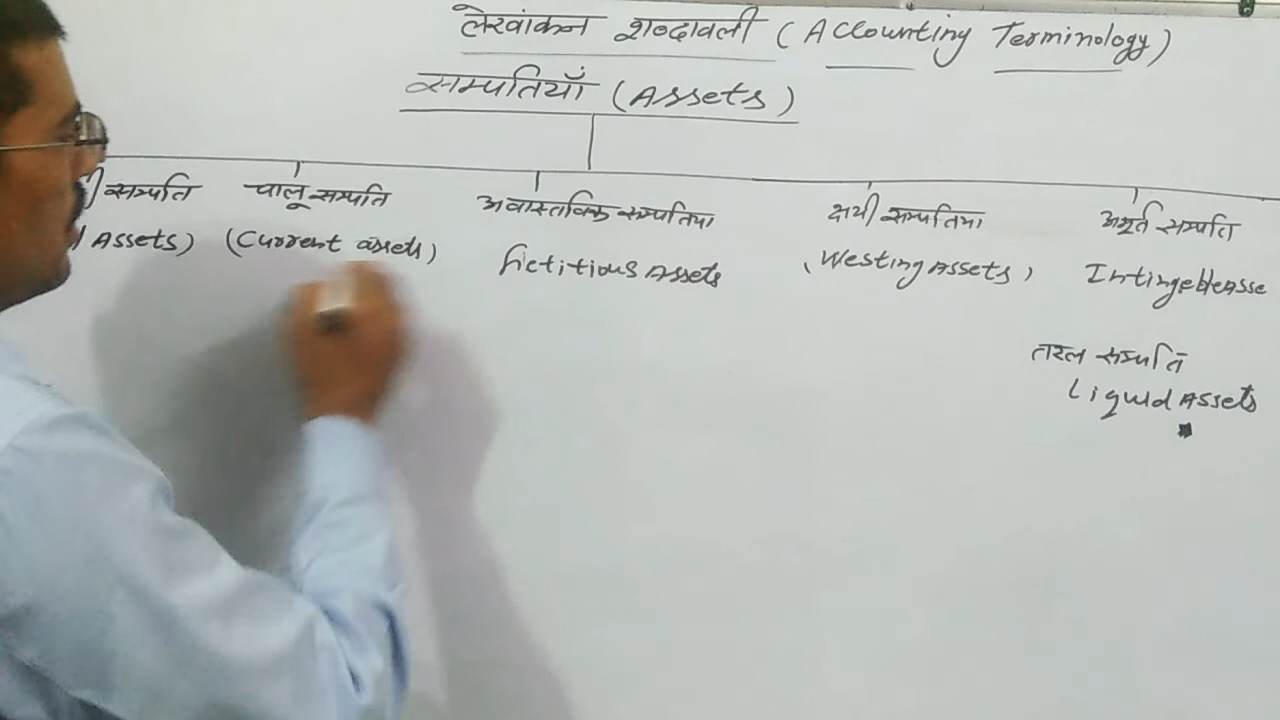 लेखांकन शब्दावली (Accounting Terminology)
सम्पतियाँ (Assets)
सम्पति
Assets)
चालू सम्पति
(Current assets)
अवास्तविक सम्पतिया
fictitious Assets
क्षयी सम्पतिया
(Westing Assets)
अमूर्त सम्पति
Intingeble Asse
तरल सम्पति
Liquid Assets